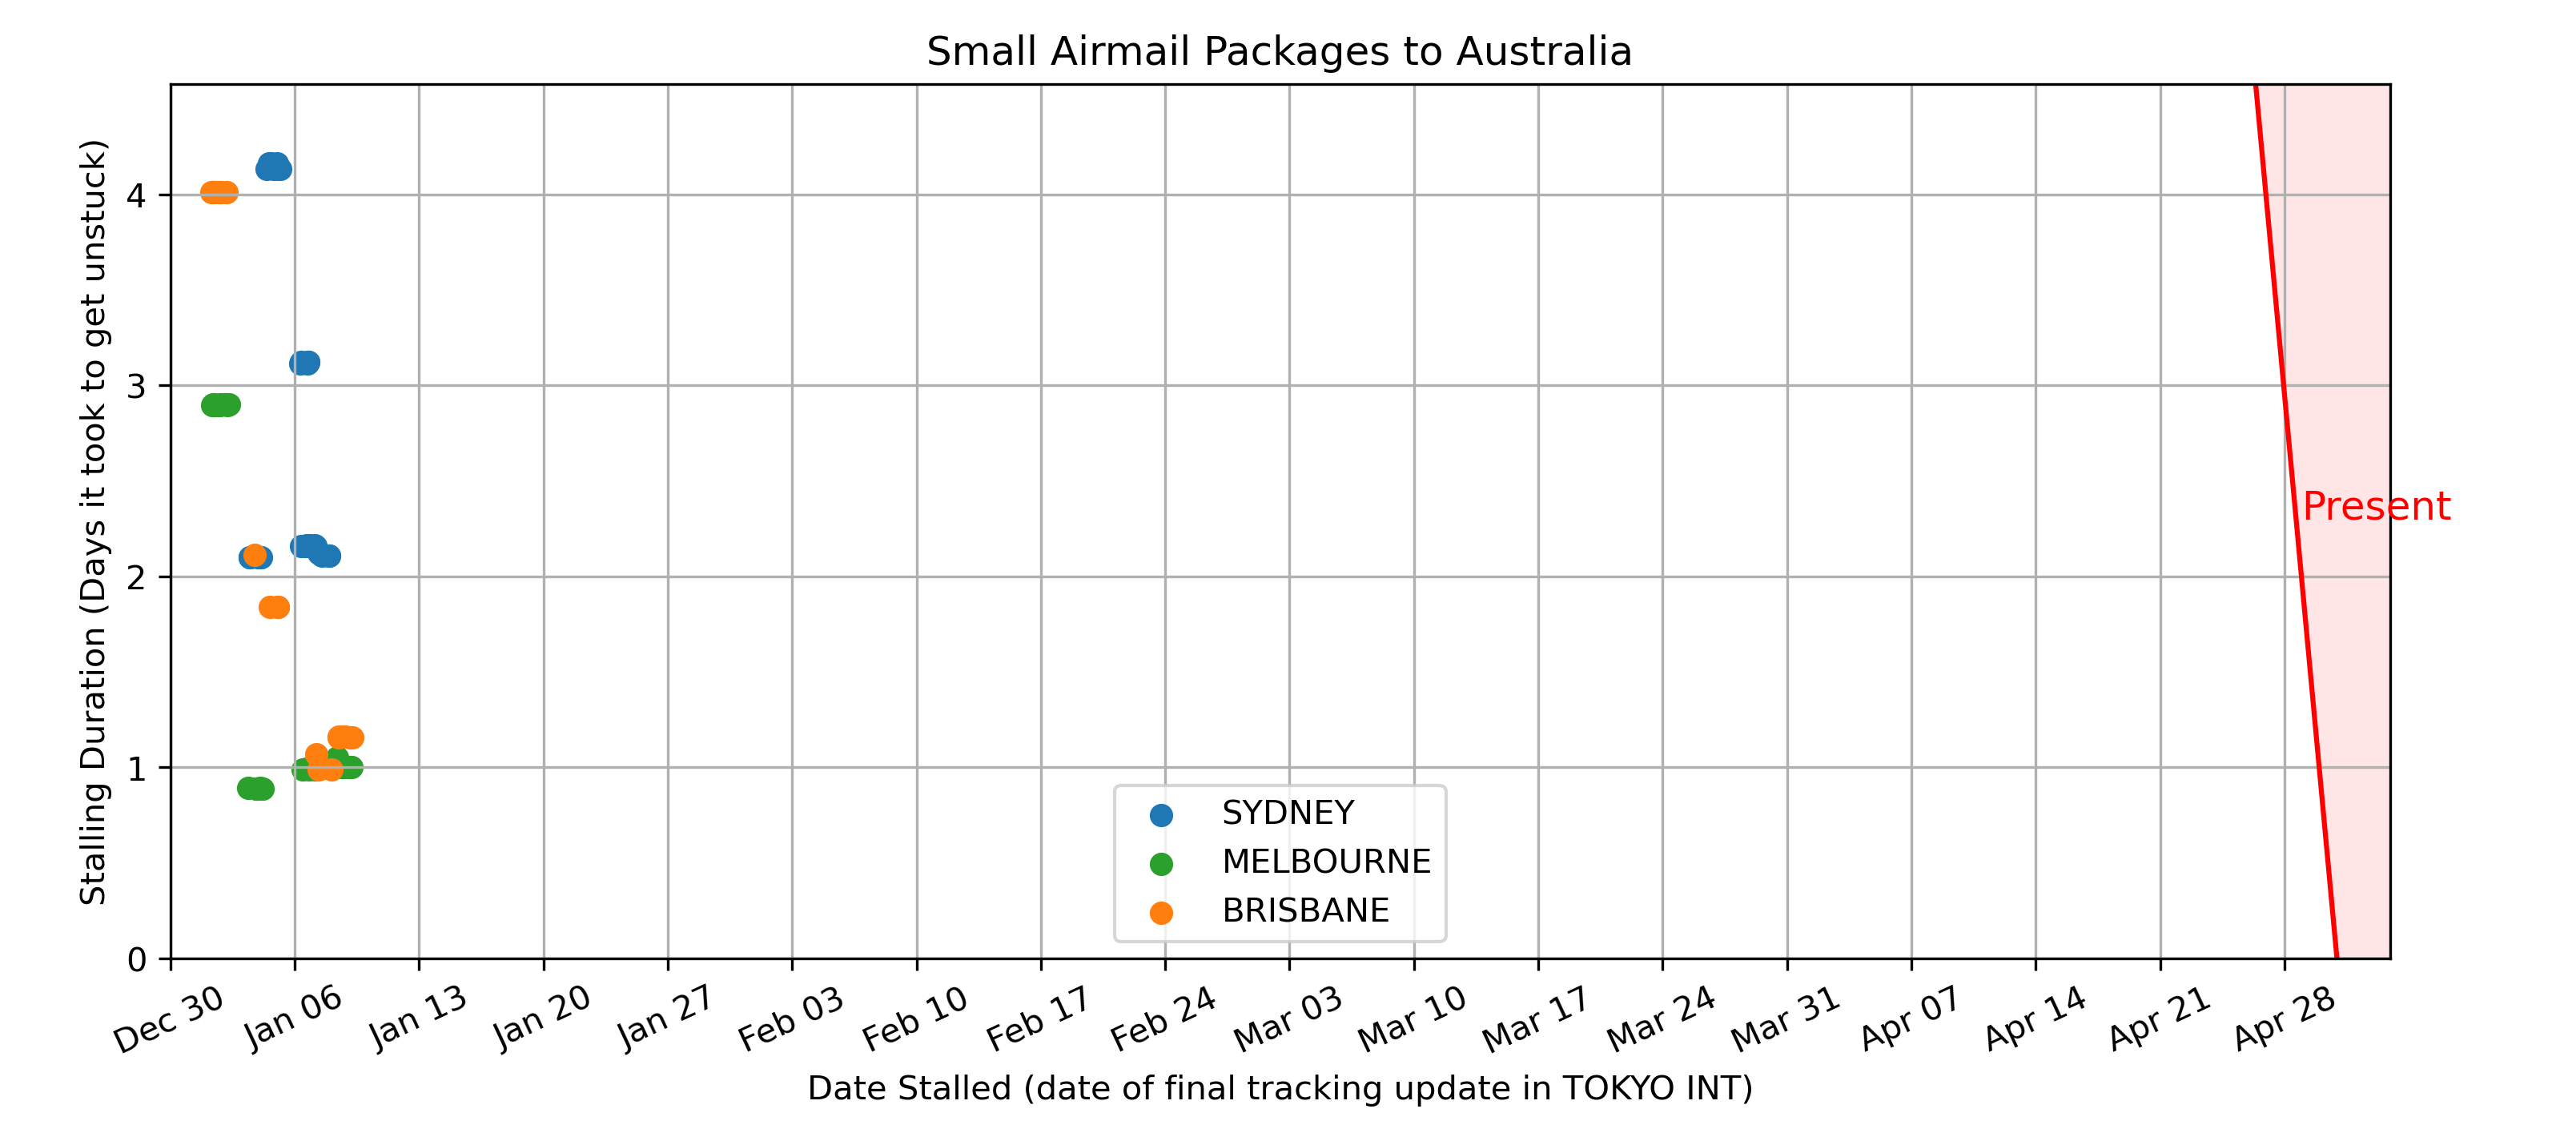 Small Airmail Packages to Australia
Stalling Duration (Days it took to get unstuck)
4
3
2
1
0
Present
SYDNEY
MELBOURNE
BRISBANE
Dec 30
Jan 06
Jan 13
Jan 20
Jan 27
Feb 03
Feb 10
Feb 17
Feb 24
Mar 03
Mar 10
Mar 17
Mar 24
Mar 31
Apr 07
Apr 14
Apr 21
Apr 28
Date Stalled (date of final tracking update in TOKYO INT)